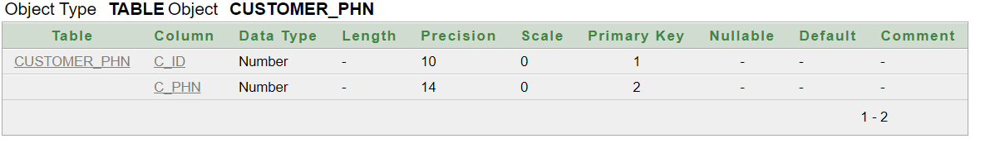 Object Type TABLE Object CUSTOMER_PHN
Table Column Data Type Length Precision Scale Primary Key Nullable Default Comment
CUSTOMER_PHN C_ID Number - 10 0 1 - - -
C_PHN Number - 14 0 2 - - -
1 - 2